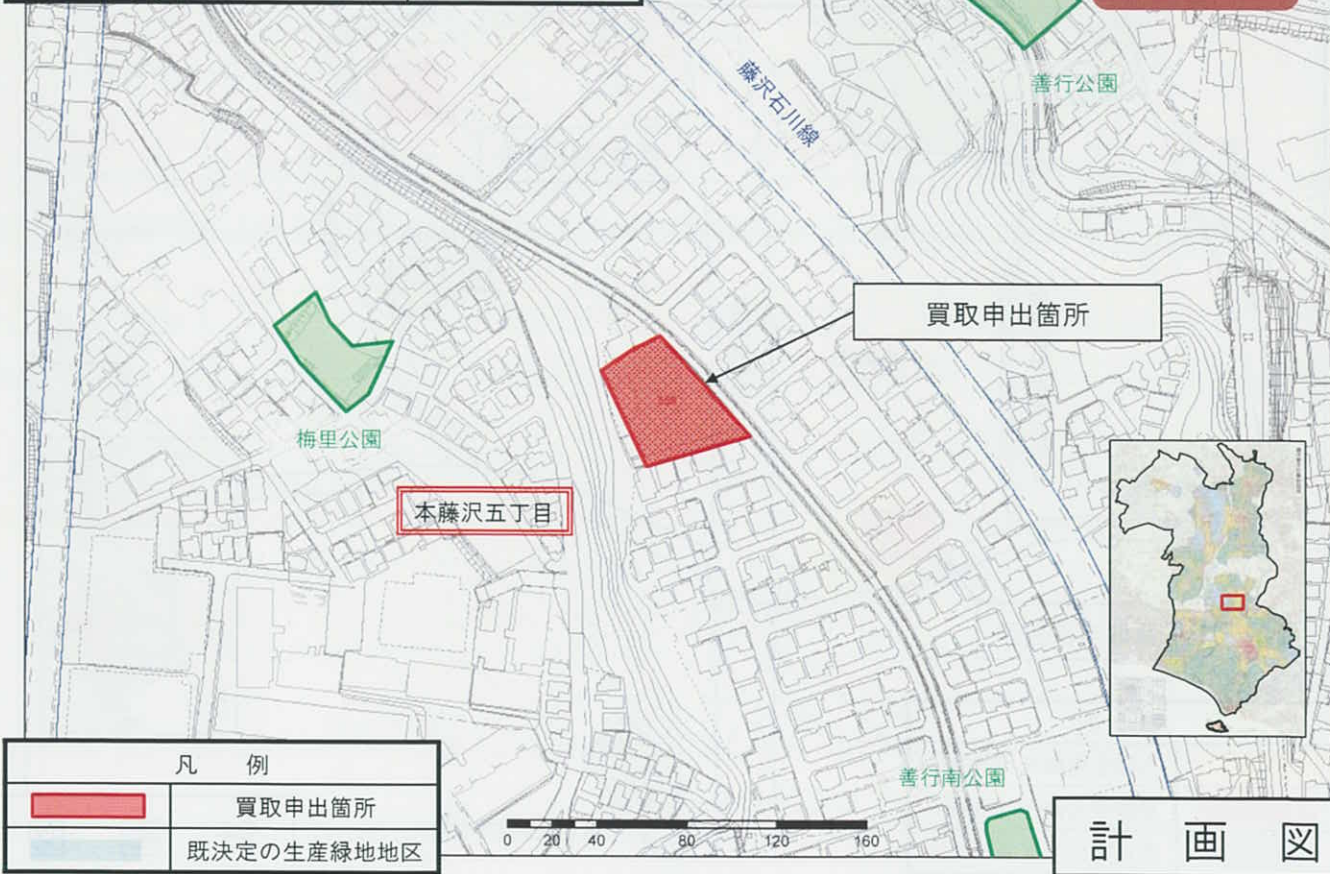 善行公園
藤沢石川線
買取申出箇所
梅里公園
本藤沢五丁目
善行南公園
凡 例
買取申出箇所
既決定の生産緑地地区
0 20 40 80 120 160
計 画 図